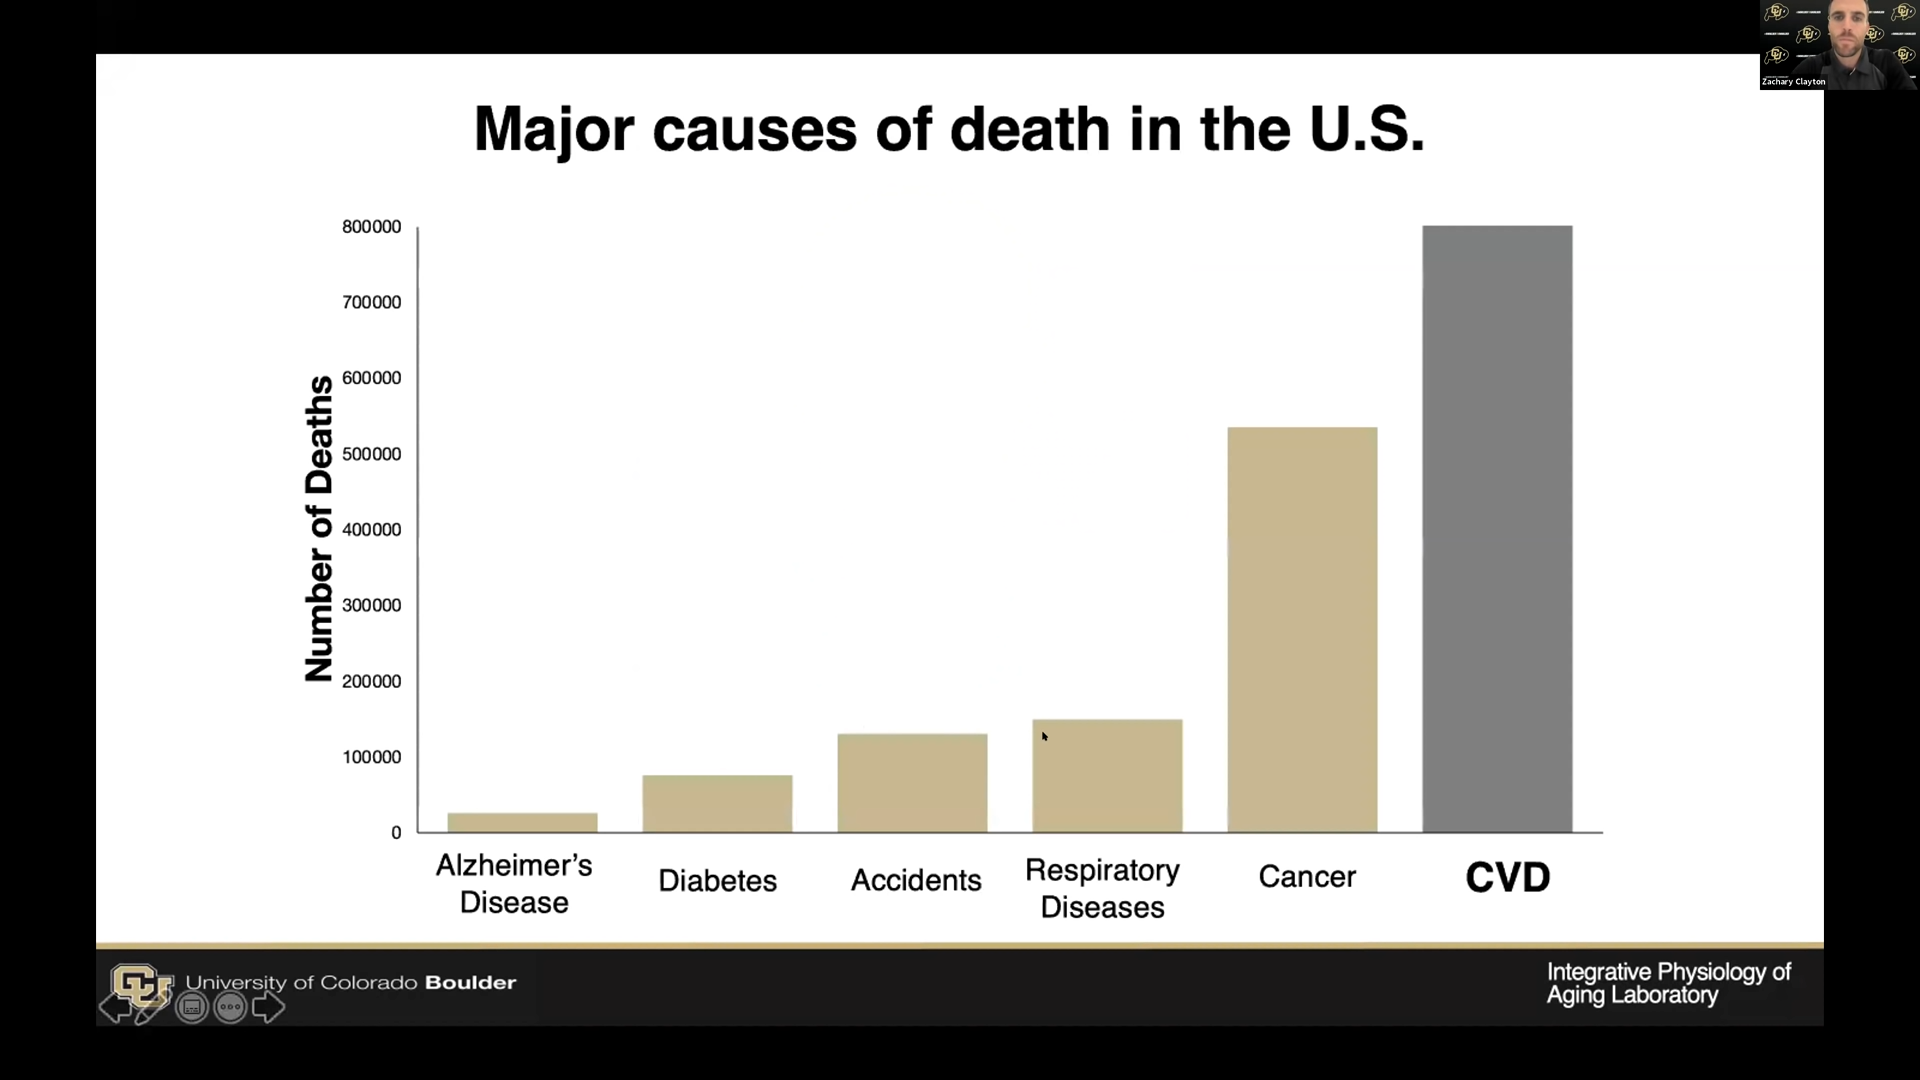 Zachary Clayton
Major causes of death in the U.S.
Number of Deaths
800000
700000
600000
500000
400000
300000
200000
100000
0
Alzheimer’s
Disease
Diabetes
Accidents
Respiratory
Diseases
Cancer
CVD
CU
University of Colorado Boulder
Integrative Physiology of
Aging Laboratory